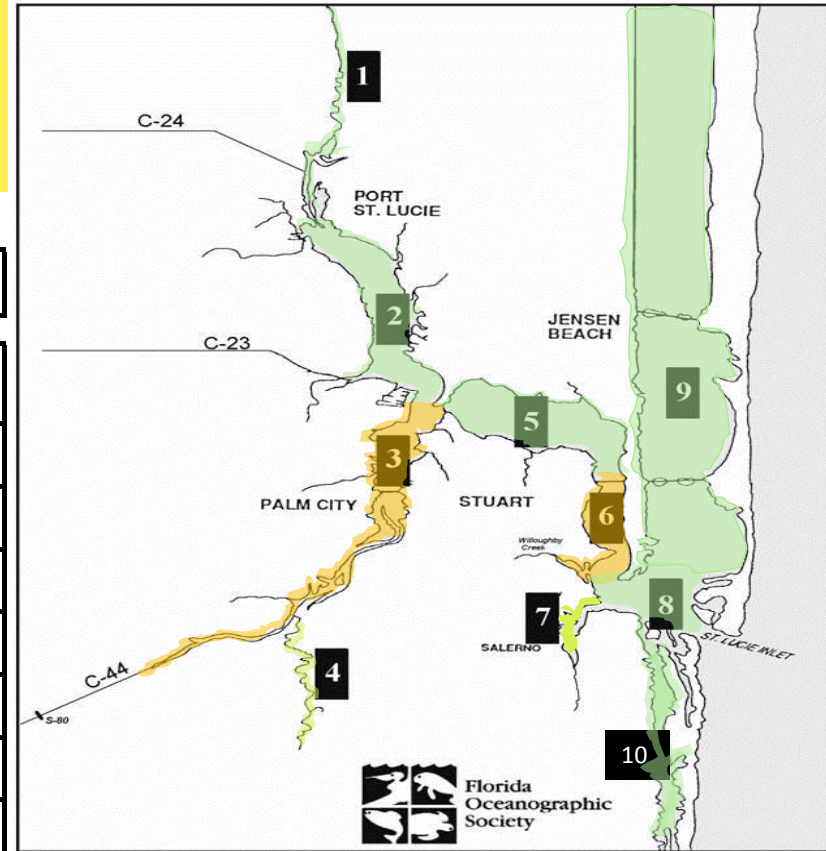 1
C-24
PORT
ST. LUCIE
2
JENSEN
BEACH
C-23
9
5
3
PALM CITY
STUART
6
Willoughby
Creek
7
8
SALERNO
ST. LUCIE INLET
4
C-44
S-80
10
Florida
Oceanographic
Society